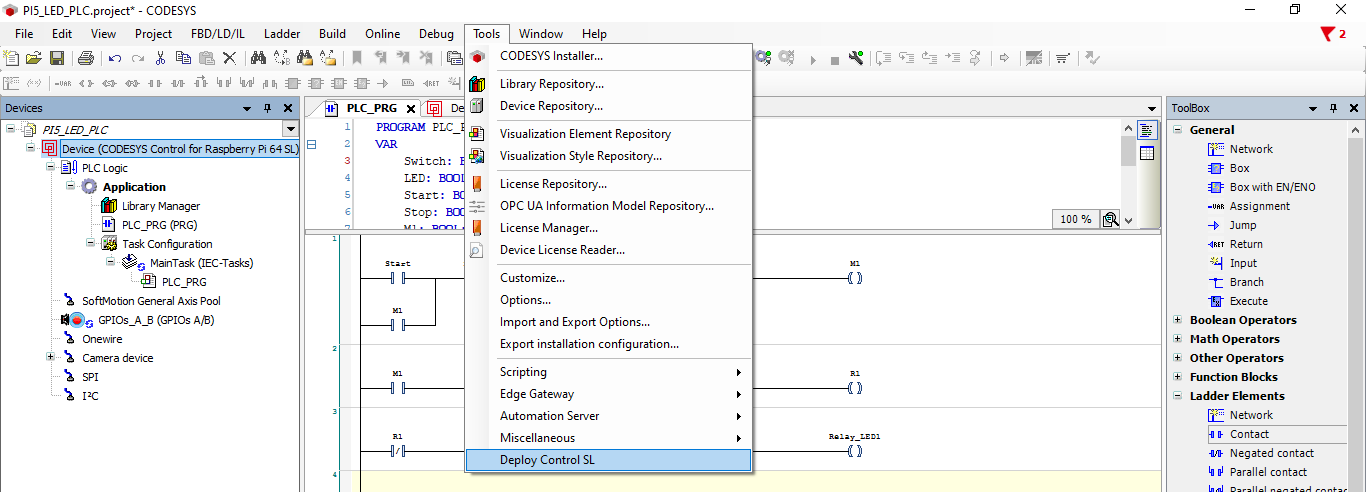 PI5_LED_PLC.project* - CODESYS
File Edit View Project FBD/LD/IL Ladder Build Online Debug Tools Window Help
2
Devices
PI5_LED_PLC
Device (CODESYS Control for Raspberry Pi 64 SL)
PLC Logic
Application
Library Manager
PLC_PRG (PRG)
Task Configuration
MainTask (IEC-Tasks)
PLC_PRG
SoftMotion General Axis Pool
GPIOs_A_B (GPIOs A/B)
Onewire
Camera device
SPI
I²C
PLC_PRG
1 PROGRAM
2 VAR
3 Switch:
4 LED: BOOL
5 Start:
6 Stop:
100 %
1
Start
M1
M1
2
M1
R1
3
R1
Relay_LED1
4
CODESYS Installer...
Library Repository...
Device Repository...
Visualization Element Repository
Visualization Style Repository...
License Repository...
OPC UA Information Model Repository...
License Manager...
Device License Reader...
Customize...
Options...
Import and Export Options...
Export installation configuration...
Scripting
Edge Gateway
Automation Server
Miscellaneous
Deploy Control SL
ToolBox
General
Network
Box
Box with EN/ENO
Assignment
Jump
Return
Input
Branch
Execute
Boolean Operators
Math Operators
Other Operators
Function Blocks
Ladder Elements
Network
Contact
Negated contact
Parallel contact
Parallel negated contac